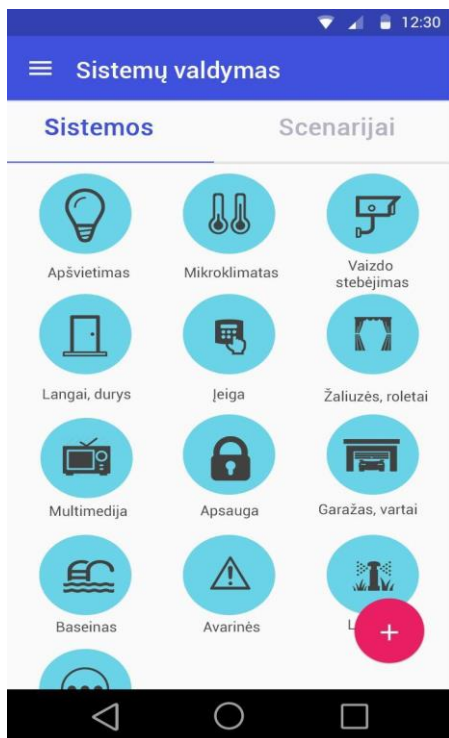 12:30
Sistemų valdymas
Sistemos
Scenarijai
Apšvietimas
Mikroklimatas
Vaizdo
stebėjimas
Langai, durys
Įeiga
Žaliuzės, roletai
Multimedija
Apsauga
Garažas, vartai
Baseinas
Avarinės